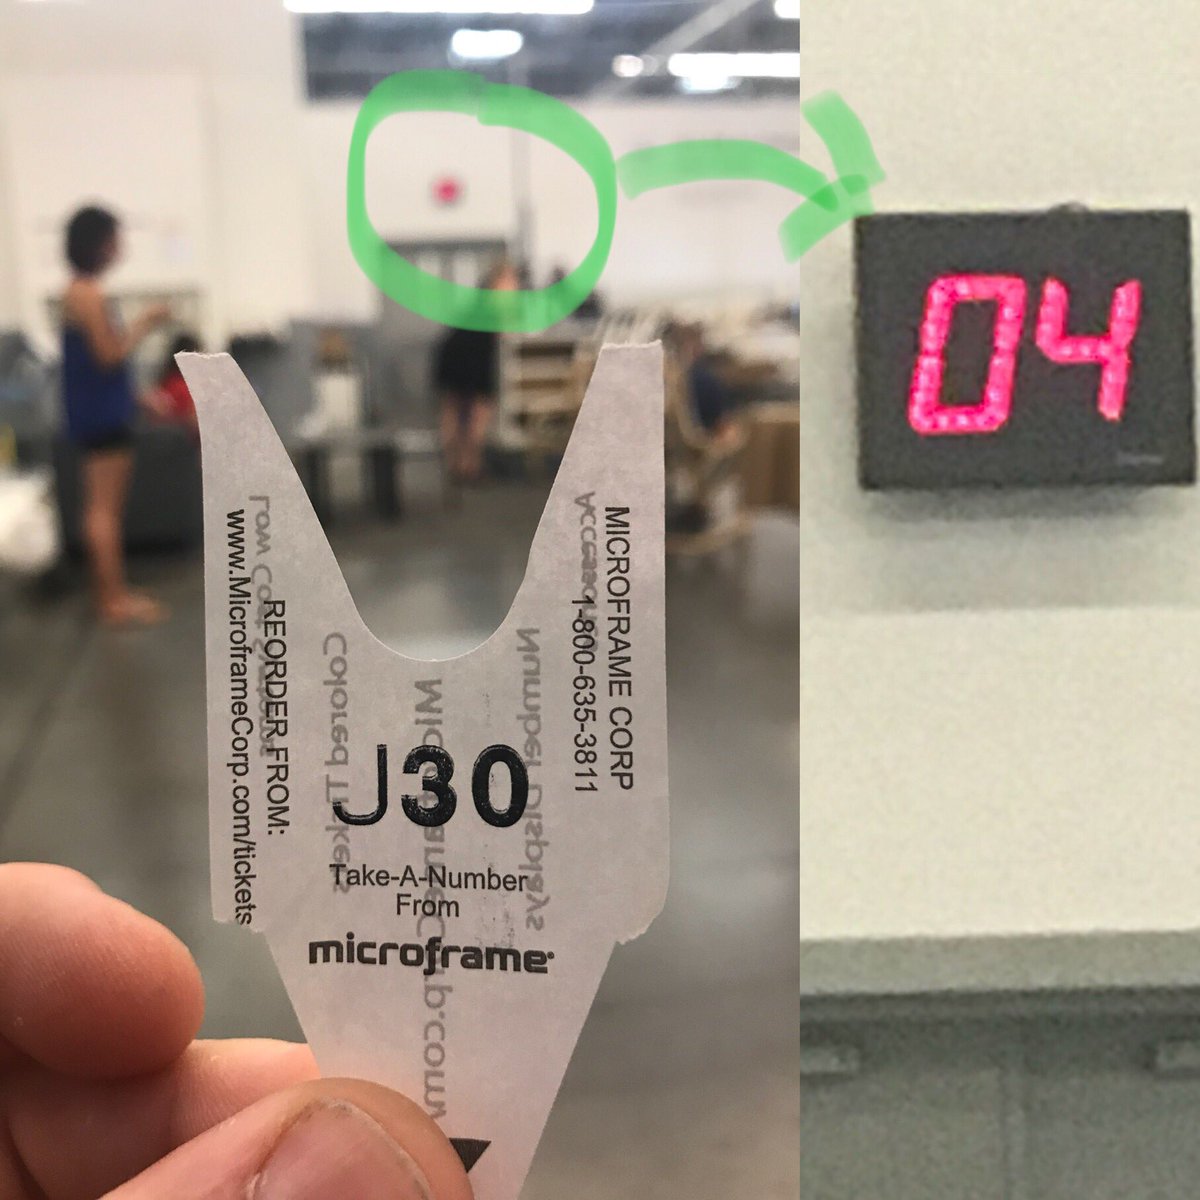 REORDER FROM:
www.MicroframeCorp.com/tickets
MICROFRAME CORP
1-800-635-3811
J30
Take-A-Number
From
microframe
04